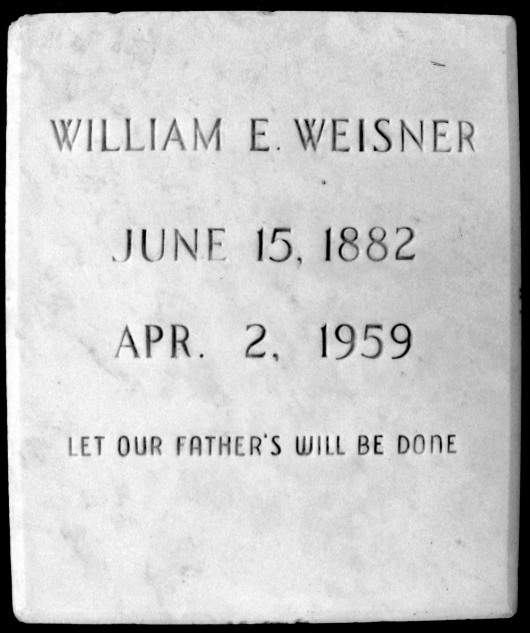 WILLIAM E. WEISNER
JUNE 15, 1882
APR. 2, 1959
LET OUR FATHER'S WILL BE DONE